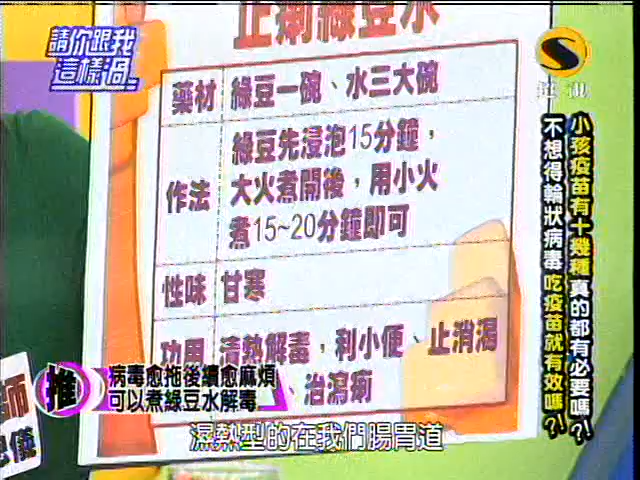 請你跟我
這樣過
止痢綠豆水
藥材 綠豆一碗、水三大碗
作法 綠豆先浸泡15分鐘，
大火煮開後，用小火
煮15~20分鐘即可
性味 甘寒
功用 清熱解毒，利小便、止消渴
、治瀉痢
小孩疫苗有十幾種真的都有必要嗎?!
不想得輪狀病毒吃疫苗就有效嗎?!
推
病毒愈拖後續愈麻煩
可以煮綠豆水解毒
師
儀
濕熱型的在我們腸胃道